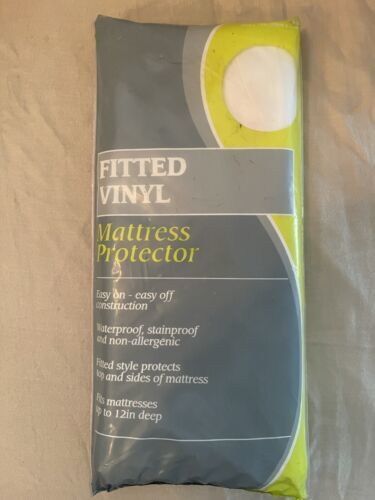 FITTED
VINYL
Mattress
Protector
Easy on - easy off
construction
Waterproof, stainproof
and non-allergenic
Fitted style protects
top and sides of mattress
Fits mattresses
up to 12in deep